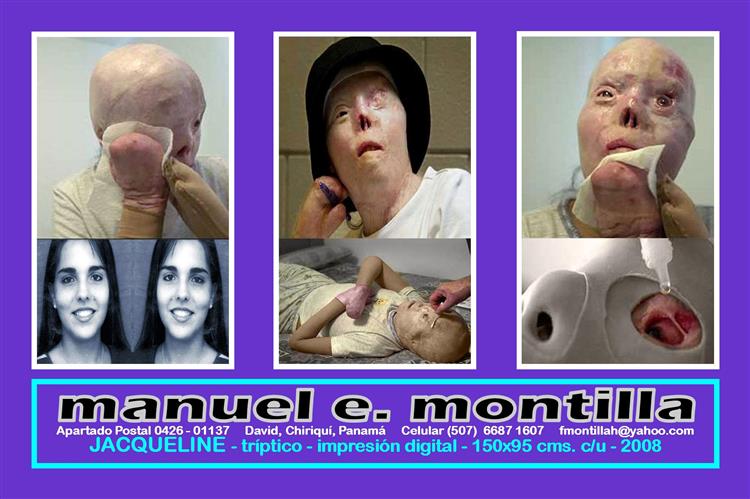 manuel e. montilla
Apartado Postal 0426 - 01137 David, Chiriquí, Panamá Celular (507) 6687 1607 fmontillah@yahoo.com
JACQUELINE - tríptico - impresión digital - 150x95 cms. c/u - 2008